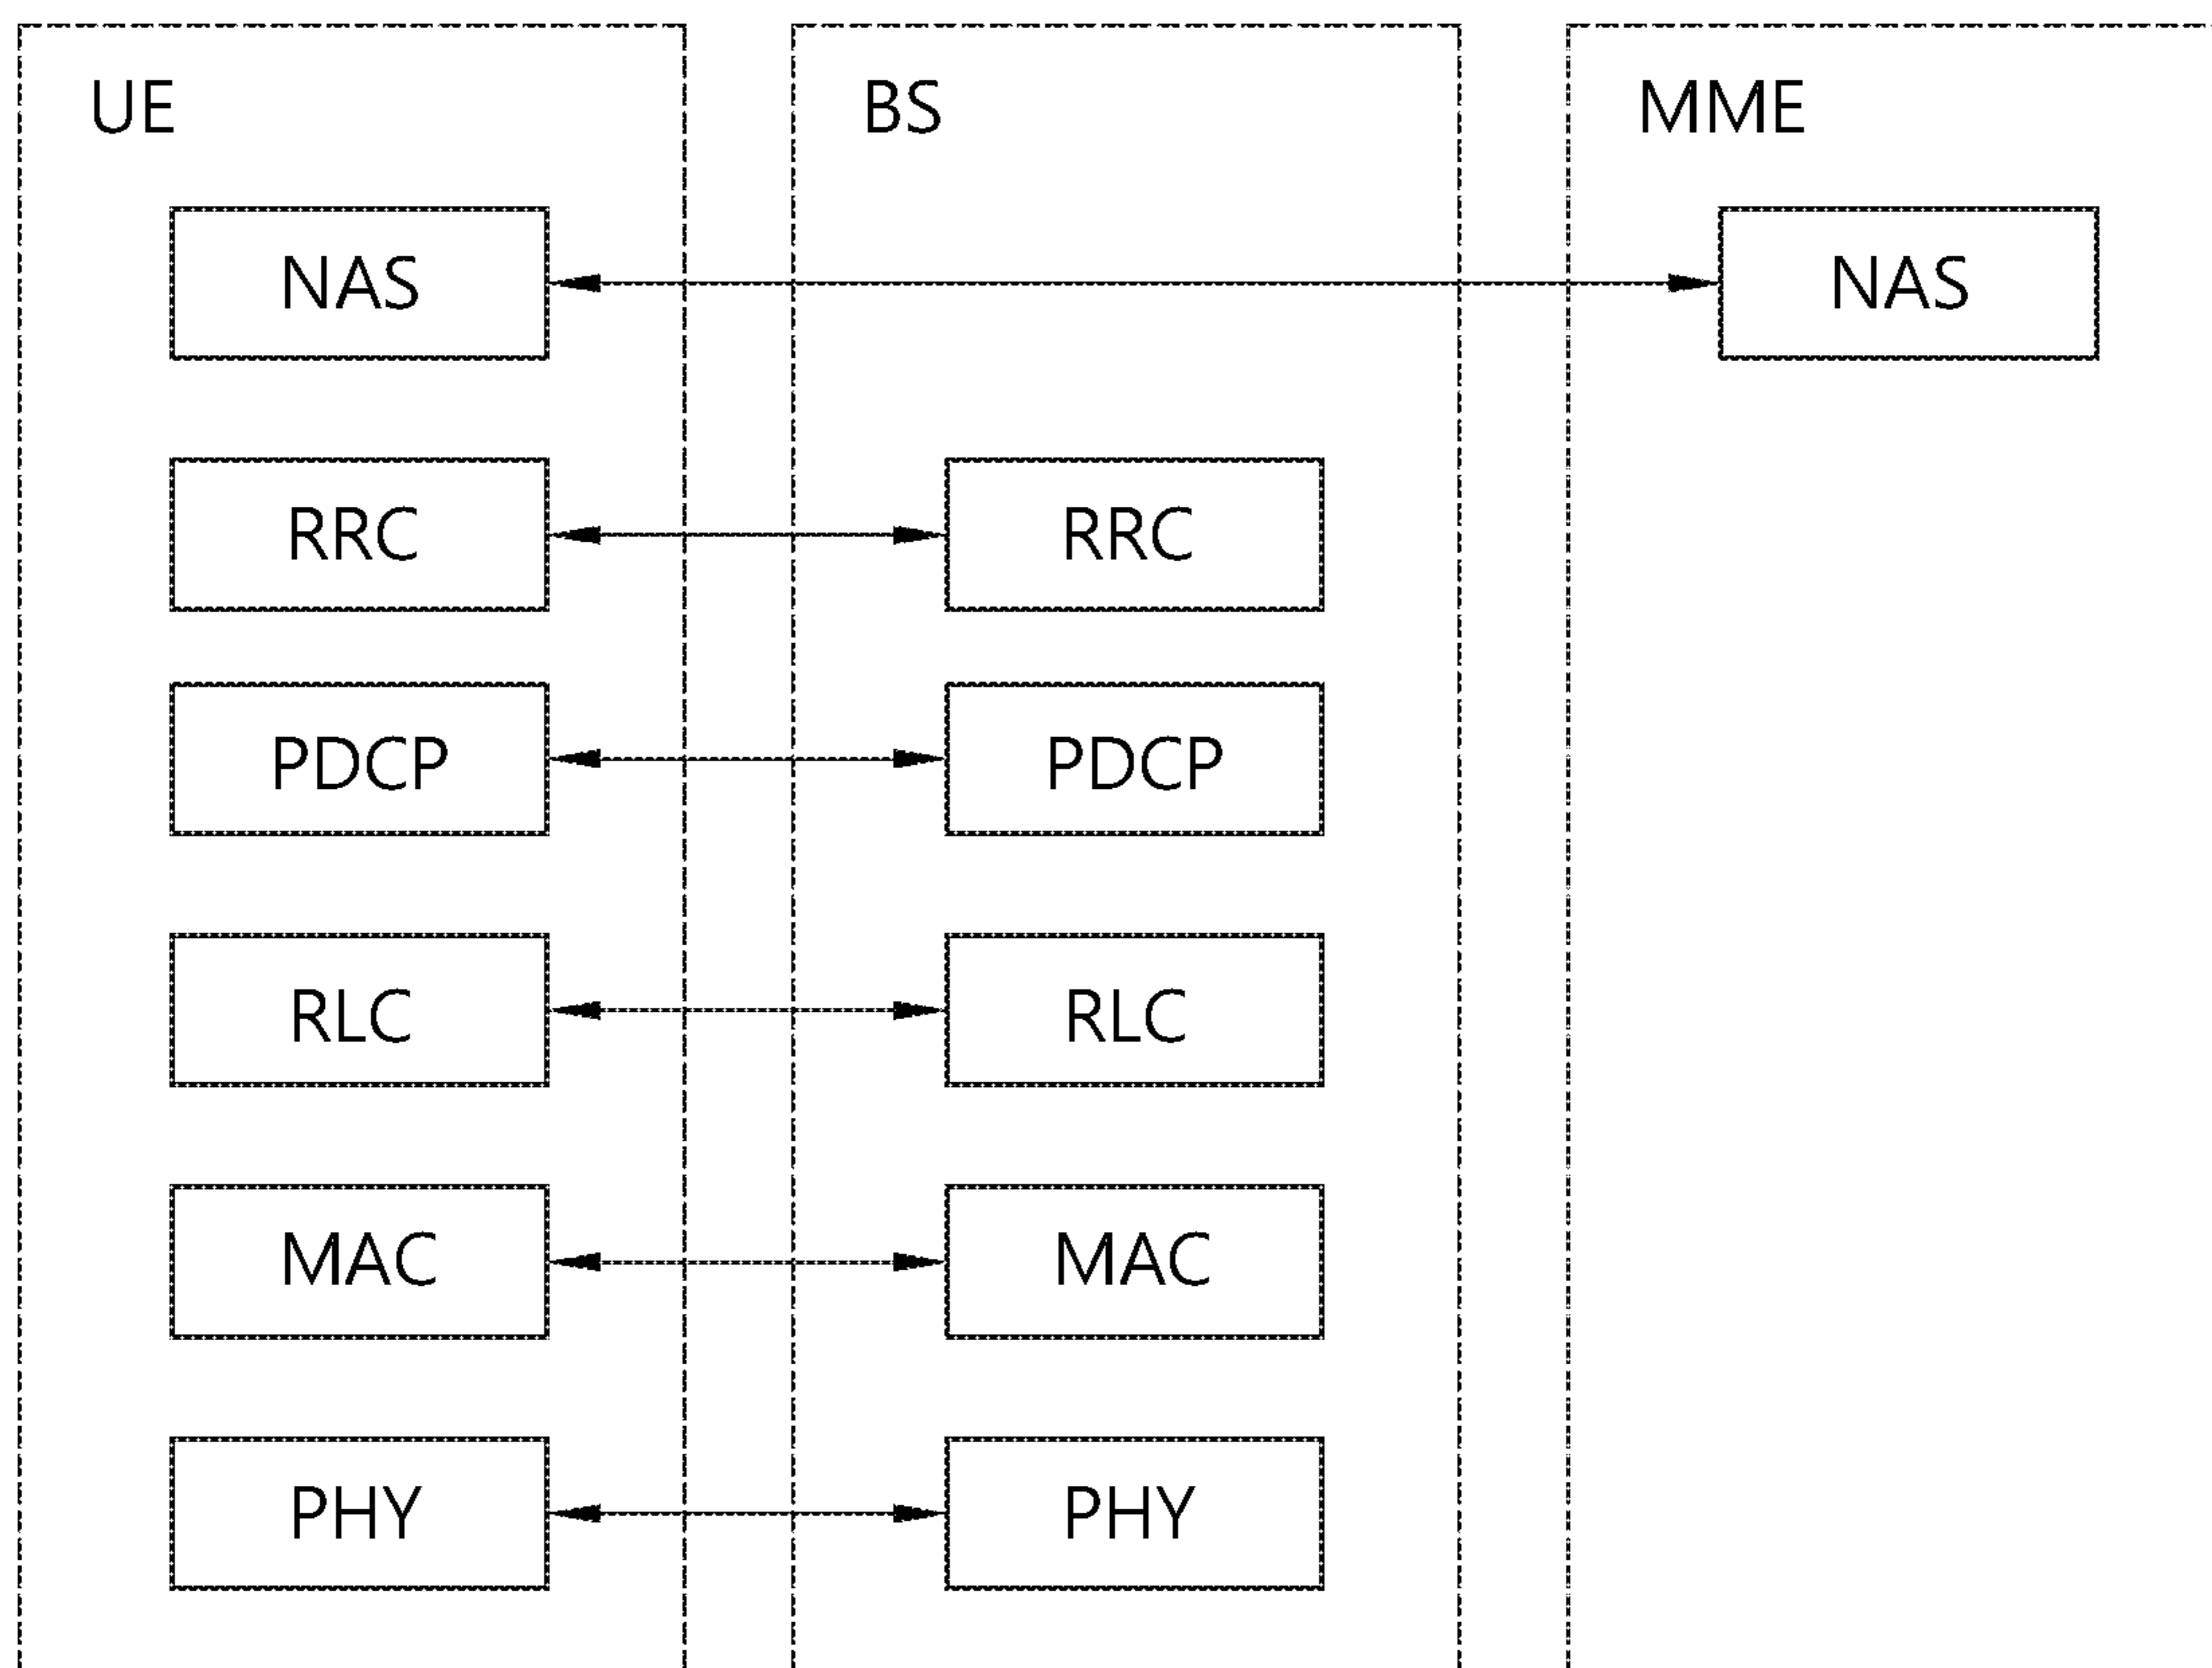 UE BS MME
NAS NAS
RRC RRC
PDCP PDCP
RLC RLC
MAC MAC
PHY PHY